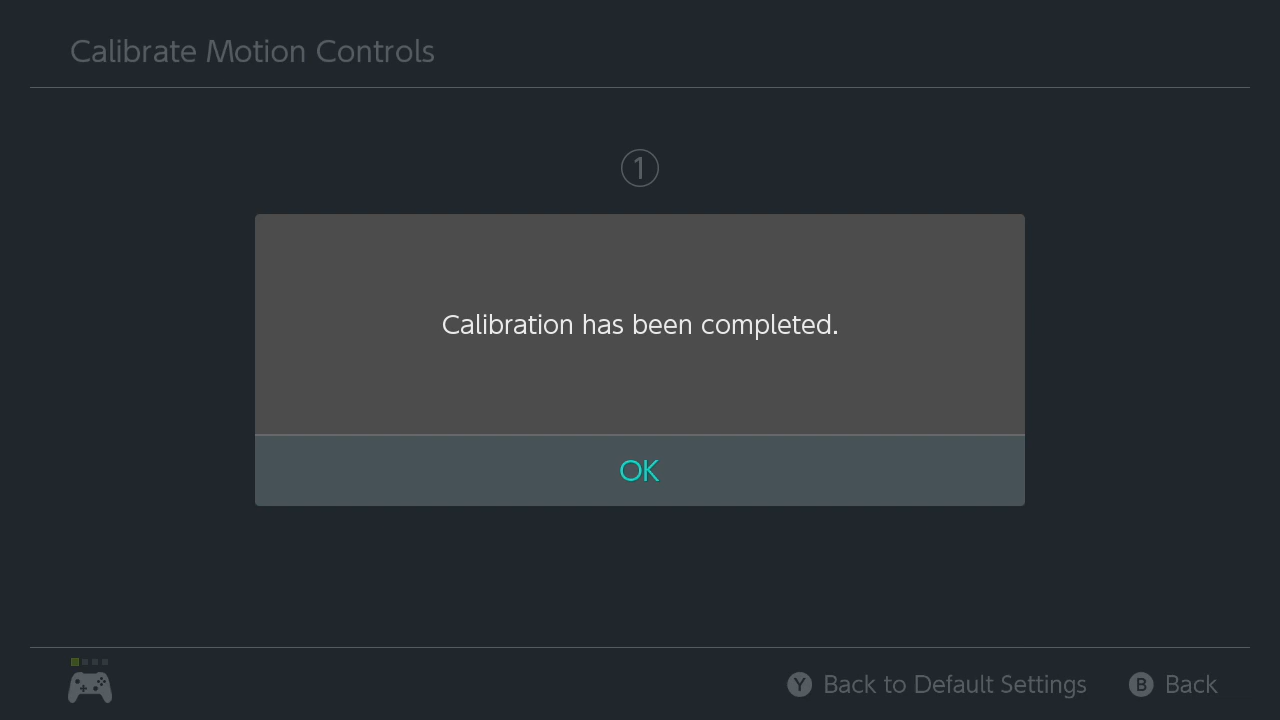 Calibrate Motion Controls
①
Calibration has been completed.
OK
Y Back to Default Settings B Back